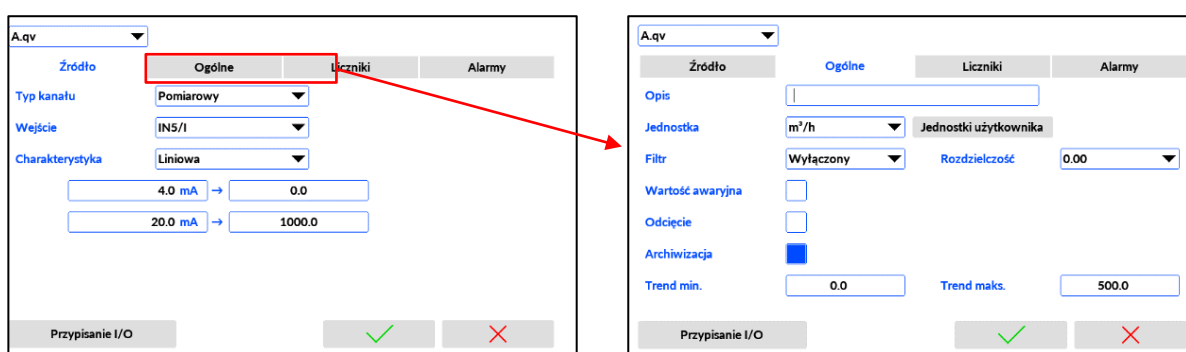 A.qv
Źródło Ogólne Liczniki Alarmy
Typ kanału Pomiarowy
Wejście IN5/I
Charakterystyka Liniowa
4.0 mA → 0.0
20.0 mA → 1000.0
Przypisanie I/O
A.qv
Źródło Ogólne Liczniki Alarmy
Opis
Jednostka m³/h Jednostki użytkownika
Filtr Wyłączony Rozdzielczość 0.00
Wartość awaryjna
Odcięcie
Archiwizacja
Trend min. 0.0 Trend maks. 500.0
Przypisanie I/O